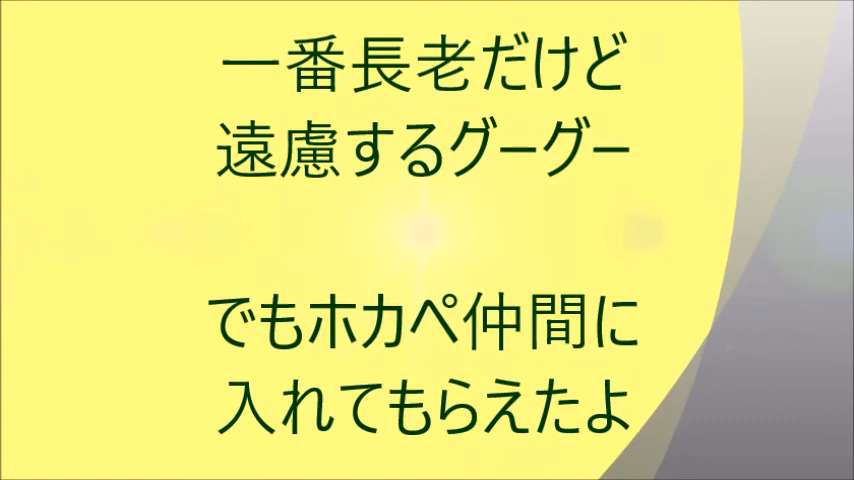 一番長老だけど
遠慮するグーグー
でもホカペ仲間に
入れてもらえたよ